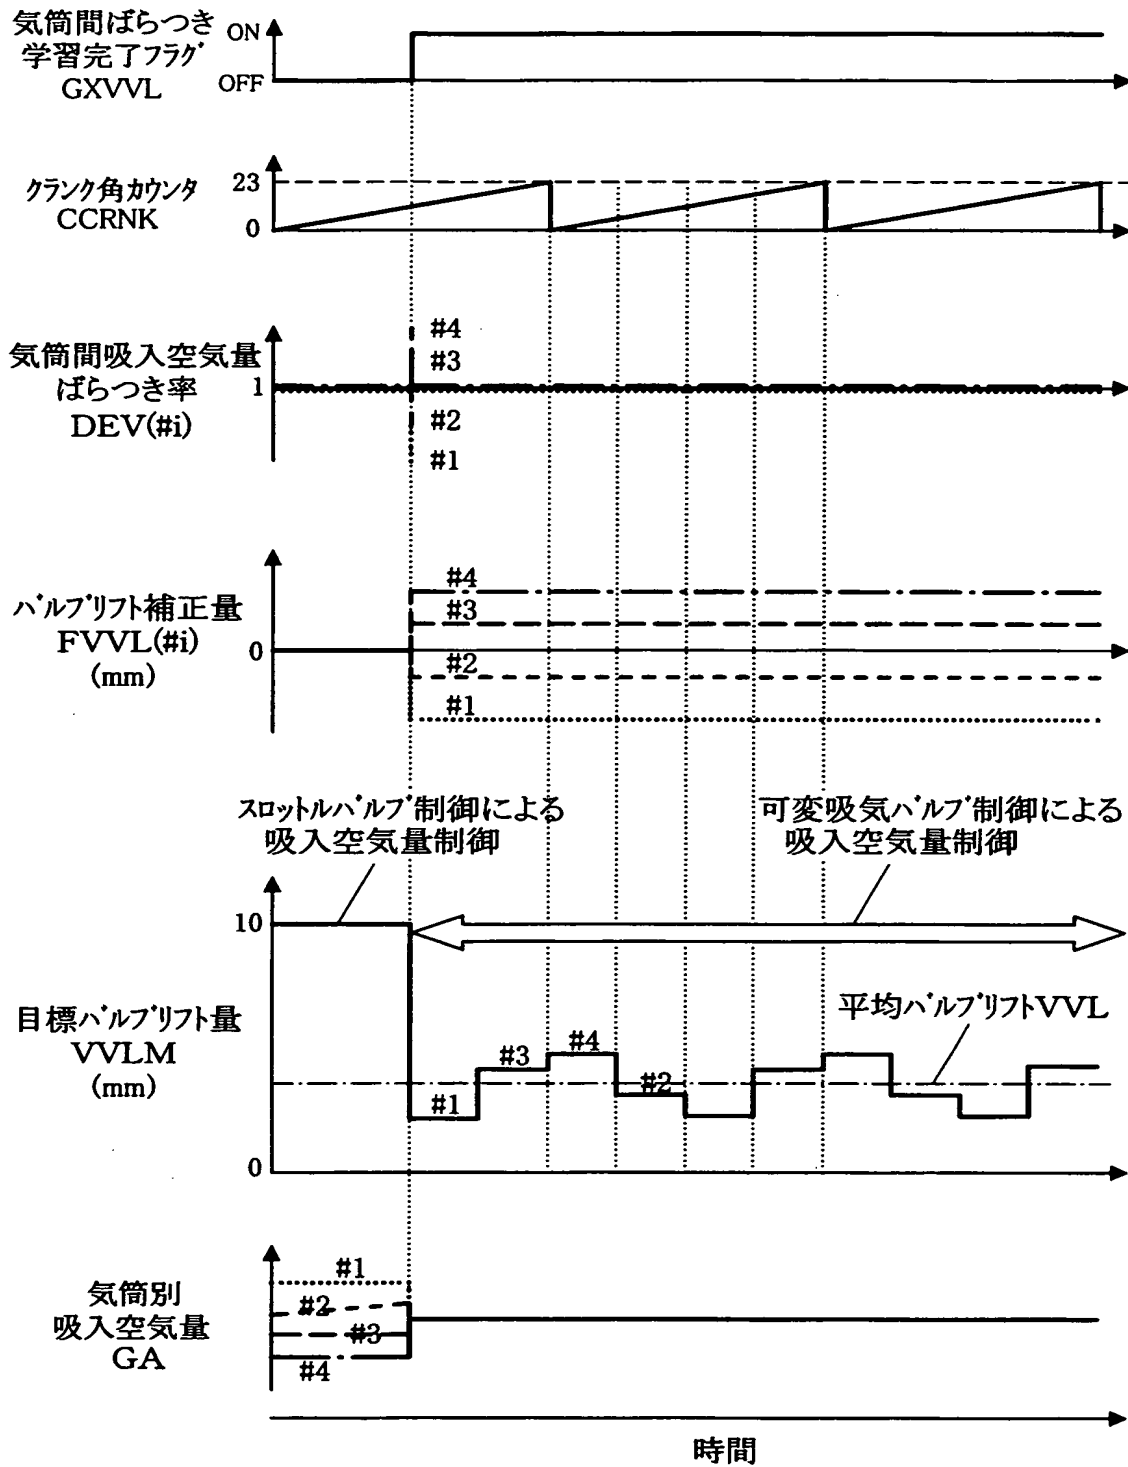 気筒間ばらつき
学習完了フラグ
GXVVL
ON
OFF
クランク角カウンタ
CCRNK
23
0
気筒間吸入空気量
ばらつき率
DEV(#i)
1
#4
#3
#2
#1
バルブリフト補正量
FVVL(#i)
(mm)
0
#4
#3
#2
#1
スロットルバルブ制御による
吸入空気量制御
可変吸気バルブ制御による
吸入空気量制御
目標バルブリフト量
VVLM
(mm)
10
0
平均バルブリフトVVL
#1
#3
#4
#2
気筒別
吸入空気量
GA
#1
#2
#3
#4
時間